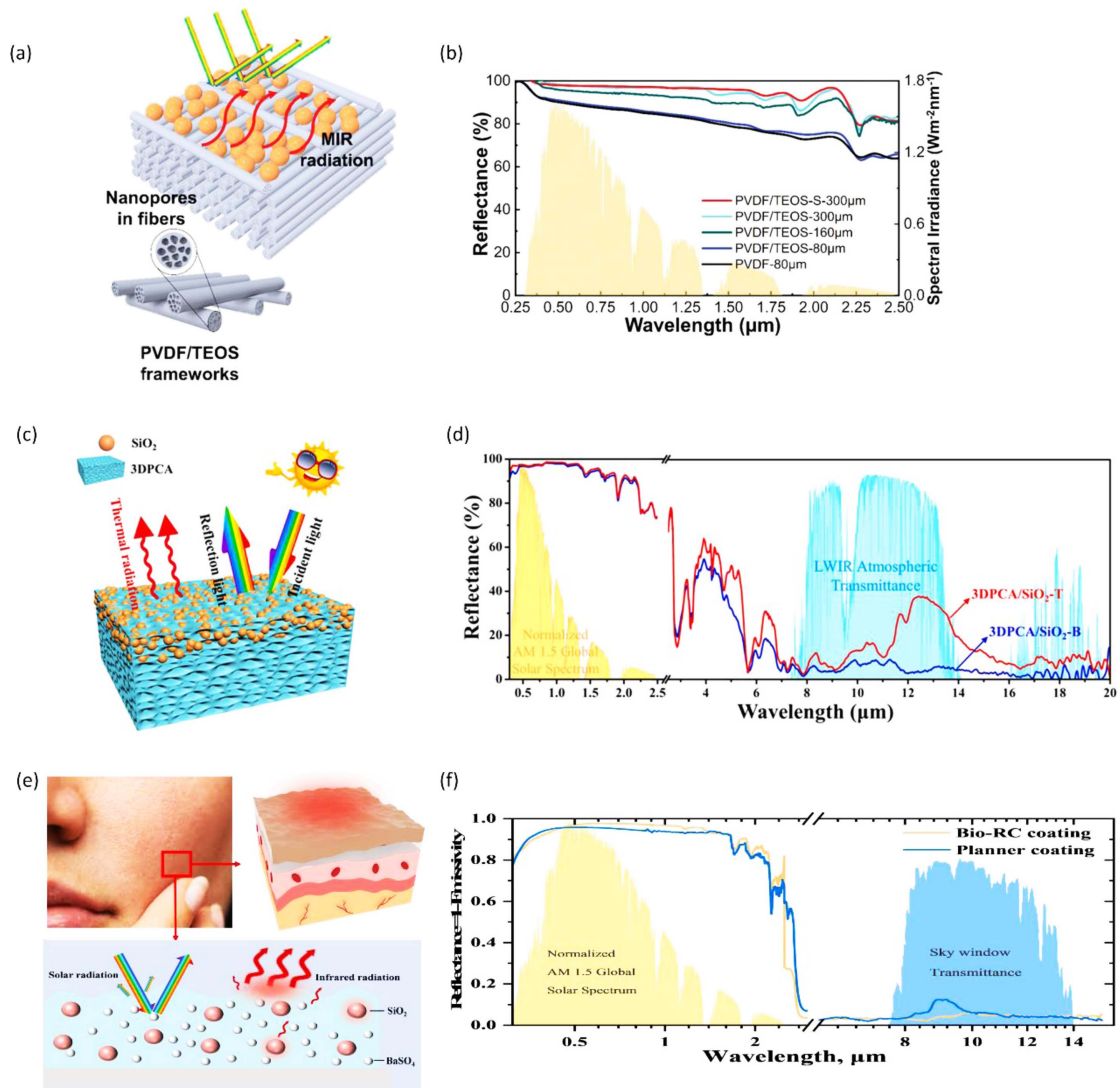 (a)
MIR
radiation
Nanopores
in fibers
PVDF/TEOS
frameworks
(b)
Reflectance (%)
100
80
60
40
20
0
0.25 0.50 0.75 1.00 1.25 1.50 1.75 2.00 2.25 2.50
Wavelength (µm)
PVDF/TEOS-S-300µm
PVDF/TEOS-300µm
PVDF/TEOS-160µm
PVDF/TEOS-80µm
PVDF-80µm
1.8
1.2
0.6
0.0
Spectral Irradiance (Wm⁻²nm⁻¹)
(c)
SiO₂
3DPCA
Thermal radiation
Reflection light
Incident light
(d)
Reflectance (%)
100
80
60
40
20
0
Normalized
AM 1.5 Global
Solar Spectrum
LWIR Atmospheric
Transmittance
3DPCA/SiO₂-T
3DPCA/SiO₂-B
0.5 1.0 1.5 2.0 2.5 4 6 8 10 12 14 16 18 20
Wavelength (µm)
(e)
Solar radiation
Infrared radiation
SiO₂
BaSO₄
(f)
Reflectance=1-Emissivity
1.0
0.8
0.6
0.4
0.2
0.0
Bio-RC coating
Planner coating
Normalized
AM 1.5 Global
Solar Spectrum
Sky window
Transmittance
0.5 1 2 6 8 10 12 14
Wavelength, µm